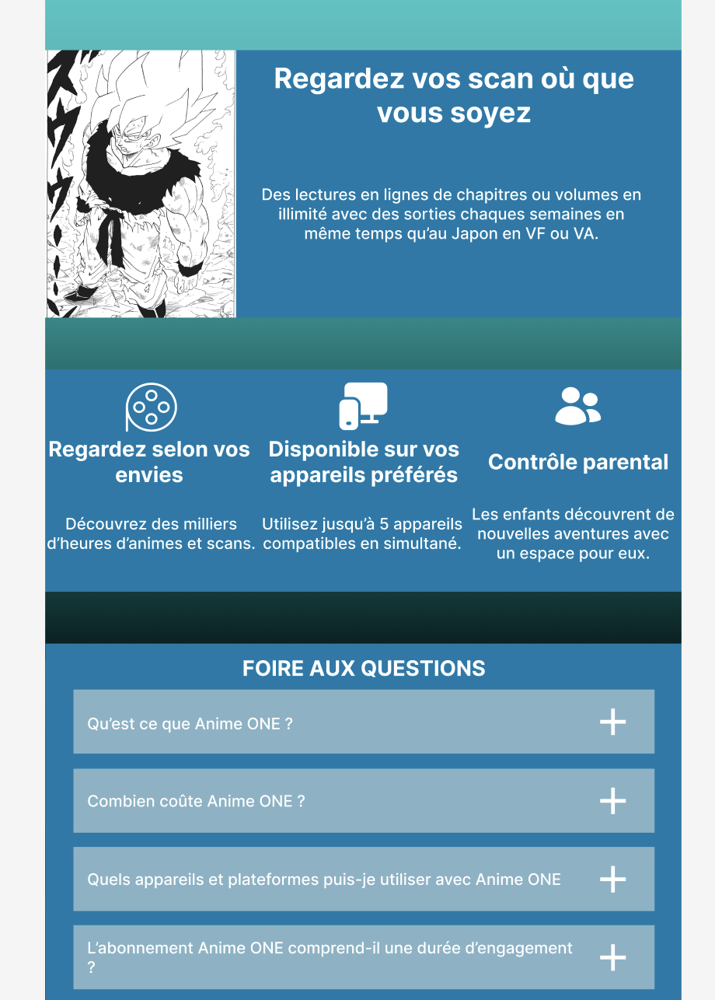 Regardez vos scan où que
vous soyez
Des lectures en lignes de chapitres ou volumes en
illimité avec des sorties chaques semaines en
même temps qu’au Japon en VF ou VA.
Regardez selon vos
envies
Découvrez des milliers
d’heures d’animes et scans.
Disponible sur vos
appareils préférés
Utilisez jusqu’à 5 appareils
compatibles en simultané.
Contrôle parental
Les enfants découvrent de
nouvelles aventures avec
un espace pour eux.
FOIRE AUX QUESTIONS
Qu’est ce que Anime ONE ?
Combien coûte Anime ONE ?
Quels appareils et plateformes puis-je utiliser avec Anime ONE
L’abonnement Anime ONE comprend-il une durée d’engagement
?